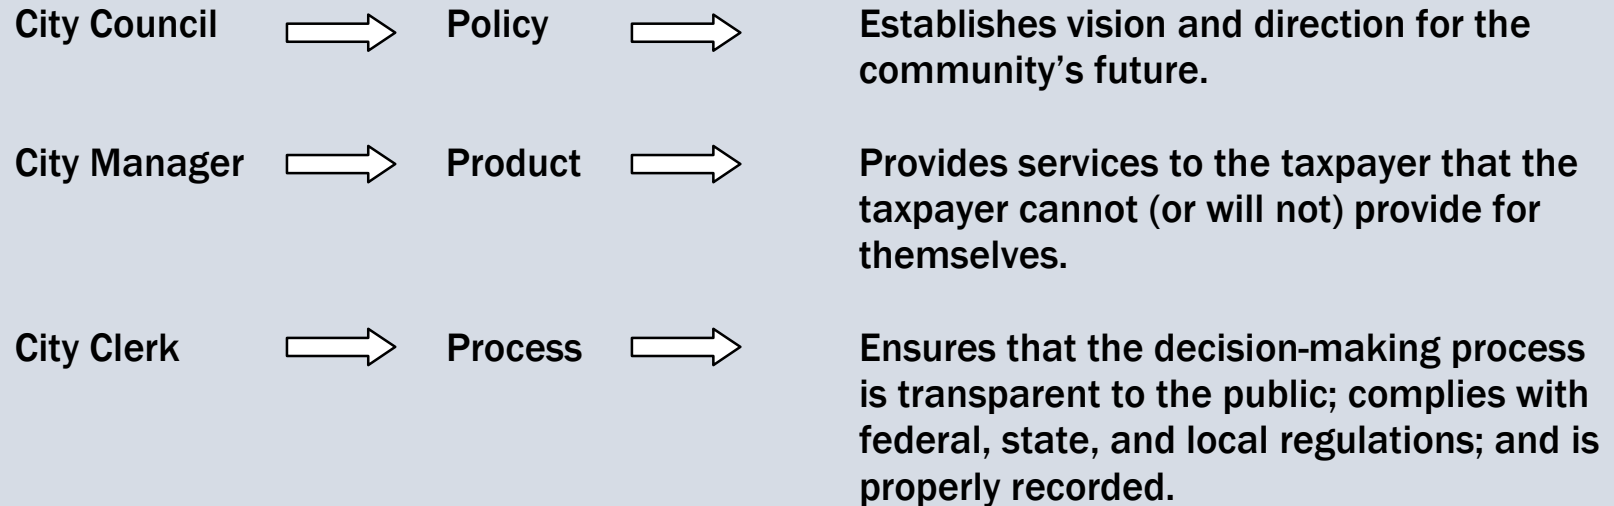 City Council Policy Establishes vision and direction for the
community’s future.
City Manager Product Provides services to the taxpayer that the
taxpayer cannot (or will not) provide for
themselves.
City Clerk Process Ensures that the decision-making process
is transparent to the public; complies with
federal, state, and local regulations; and is
properly recorded.